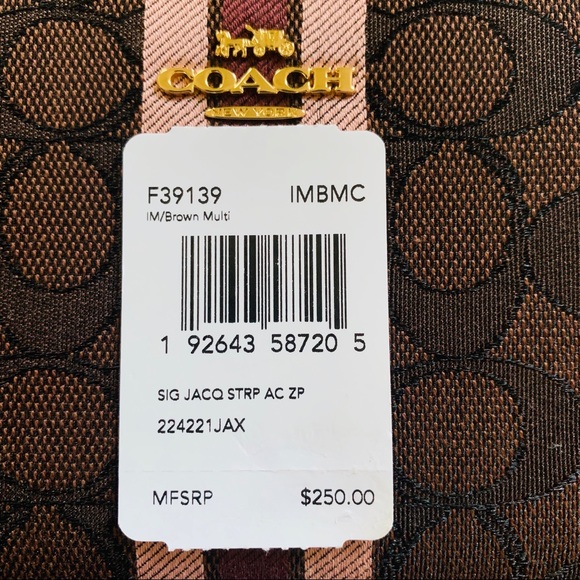 COACH
NEW YORK
F39139 IMBMC
IM/Brown Multi
1 92643 58720 5
SIG JACQ STRP AC ZP
224221JAX
MFSRP $250.00